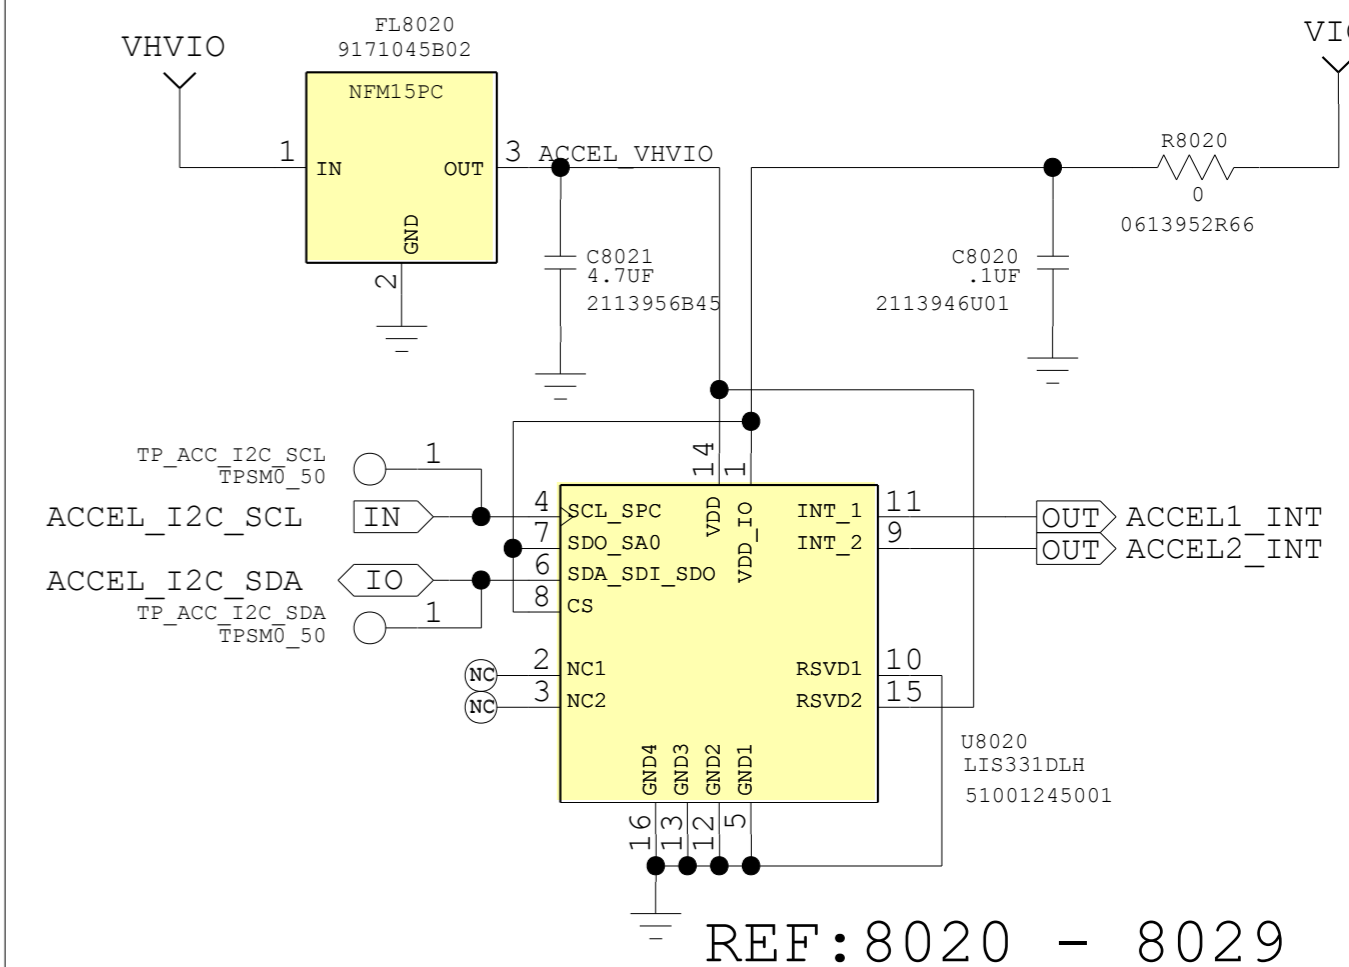 FL8020
9171045B02
VHVIO
NFM15PC
1
IN
OUT
3
ACCEL_VHVIO
GND
2
C8021
4.7UF
2113956B45
R8020
0
0613952R66
C8020
.1UF
2113946U01
TP_ACC_I2C_SCL
TPSM0_50
1
ACCEL_I2C_SCL
IN
ACCEL_I2C_SDA
IO
TP_ACC_I2C_SDA
TPSM0_50
1
14
1
VDD
VDD_IO
4
SCL_SPC
7
SDO_SA0
6
SDA_SDI_SDO
8
CS
NC
2
NC1
NC
3
NC2
INT_1
11
OUT
ACCEL1_INT
INT_2
9
OUT
ACCEL2_INT
RSVD1
10
RSVD2
15
GND4
GND3
GND2
GND1
16
13
12
5
U8020
LIS331DLH
51001245001
REF:8020 - 8029